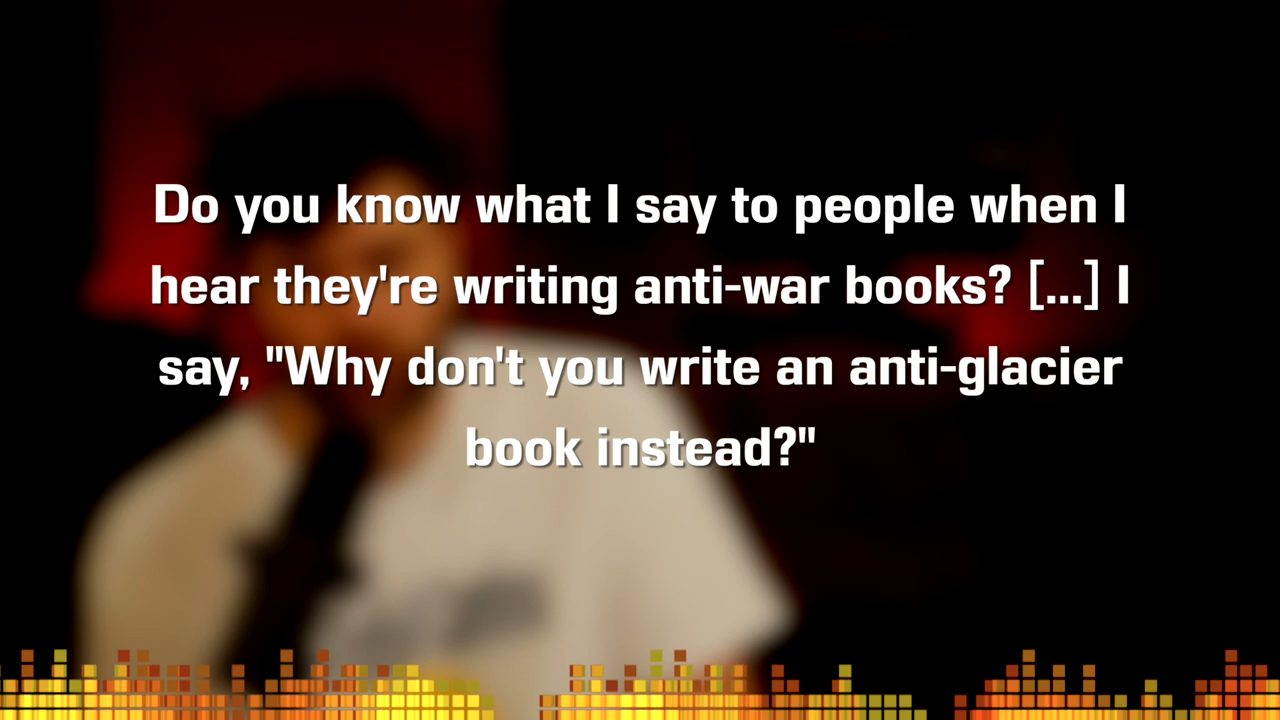 Do you know what I say to people when I
hear they're writing anti-war books? [...] I
say, "Why don't you write an anti-glacier
book instead?"